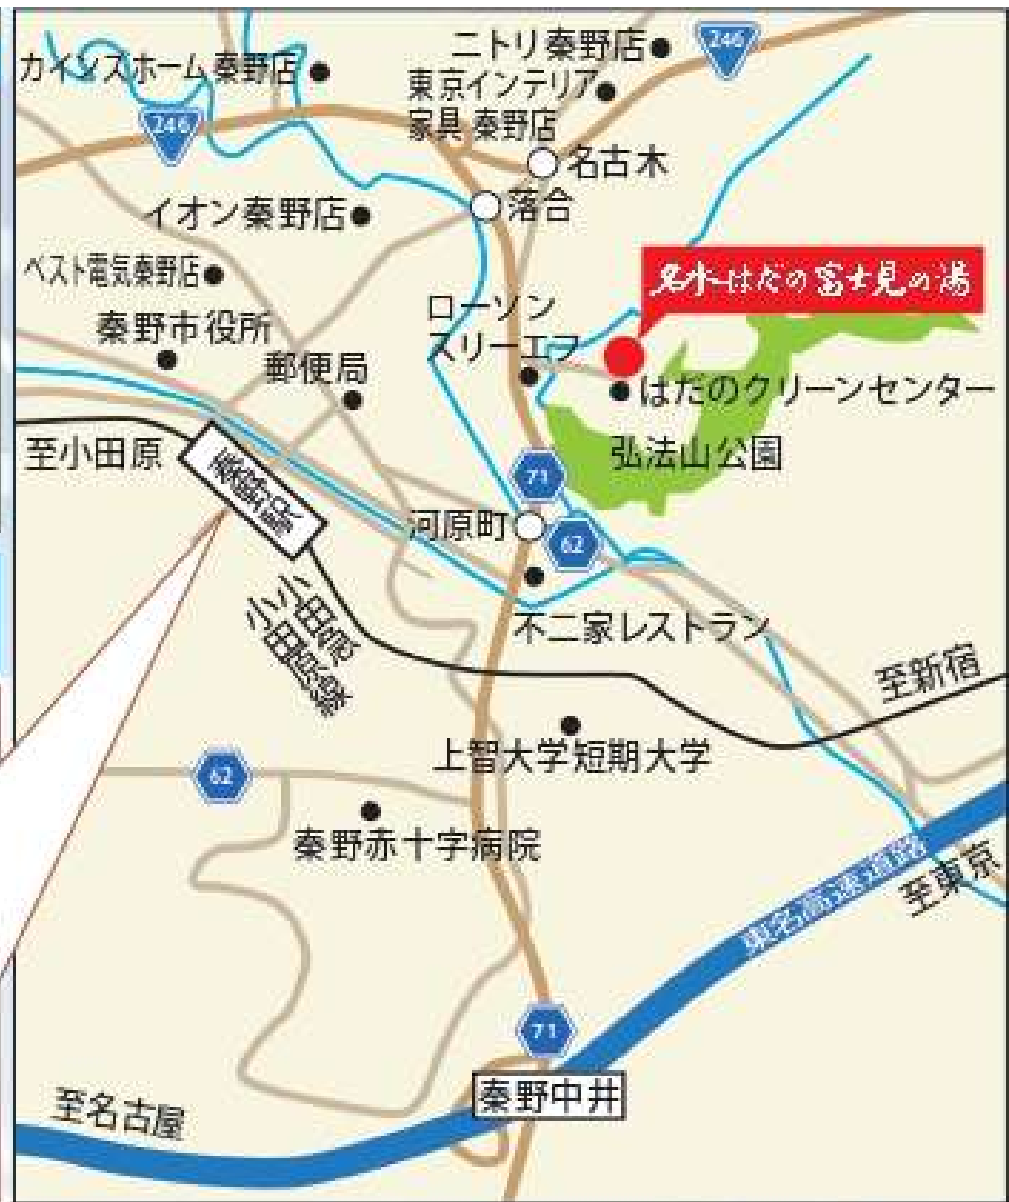 ニトリ秦野店
246
カインズホーム秦野店
東京インテリア
家具 秦野店
246
名古木
落合
イオン秦野店
ベスト電気秦野店
名水はだの富士見の湯
ローソン
スリーエフ
秦野市役所
郵便局
はだのクリーンセンター
至小田原
秦野駅
弘法山公園
71
河原町
62
小田急
小田原線
不二家レストラン
至新宿
上智大学短期大学
62
秦野赤十字病院
東名高速道路
至東京
71
秦野中井
至名古屋